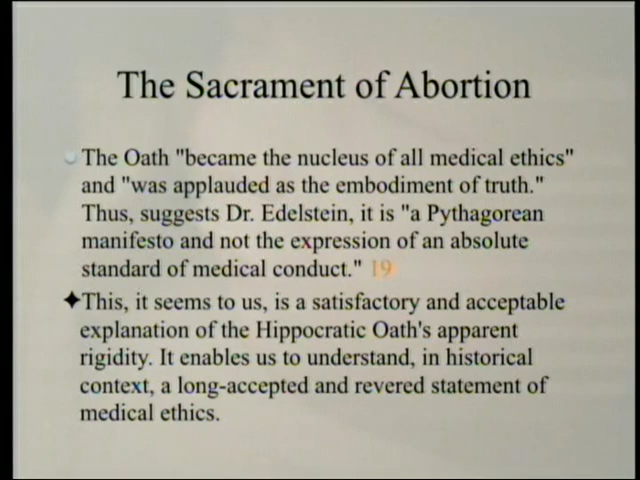 The Sacrament of Abortion
The Oath "became the nucleus of all medical ethics"
and "was applauded as the embodiment of truth."
Thus, suggests Dr. Edelstein, it is "a Pythagorean
manifesto and not the expression of an absolute
standard of medical conduct." 19
This, it seems to us, is a satisfactory and acceptable
explanation of the Hippocratic Oath's apparent
rigidity. It enables us to understand, in historical
context, a long-accepted and revered statement of
medical ethics.